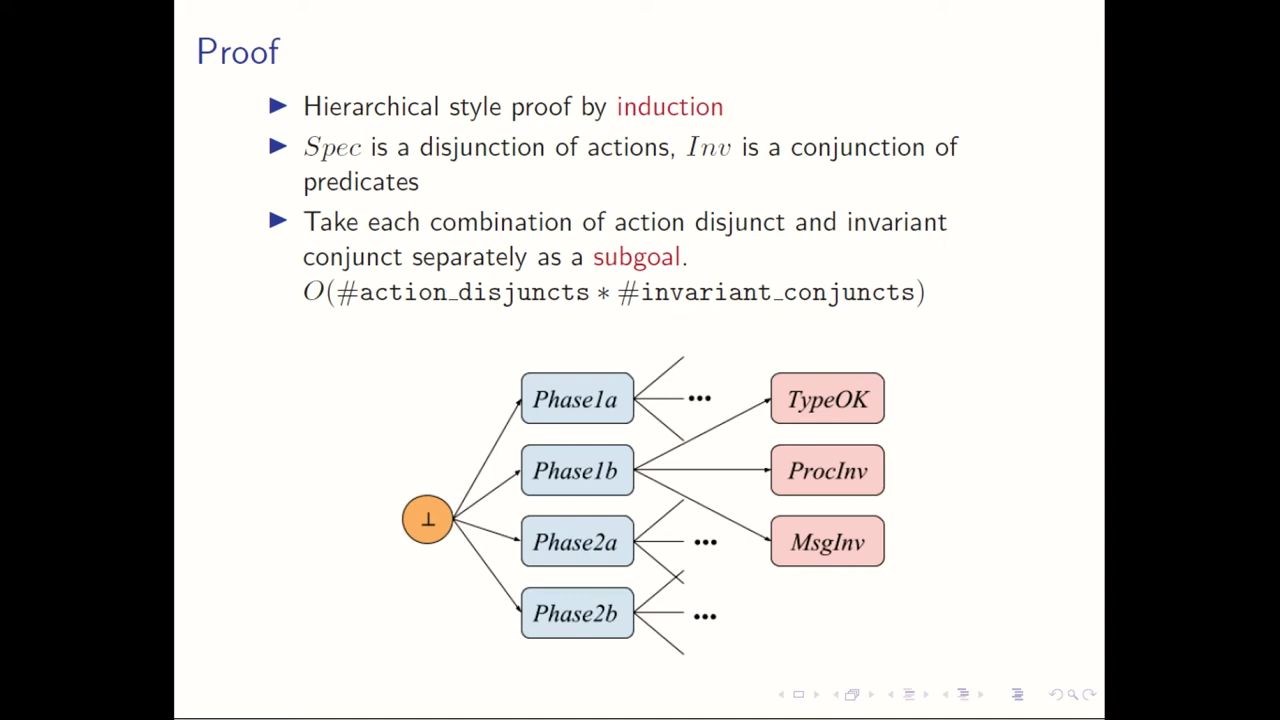 Proof
▶ Hierarchical style proof by induction
▶ Spec is a disjunction of actions, Inv is a conjunction of
predicates
▶ Take each combination of action disjunct and invariant
conjunct separately as a subgoal.
O(#action_disjuncts ∗ #invariant_conjuncts)
Phase1a
•••
TypeOK
Phase1b
ProcInv
⊥
Phase2a
•••
MsgInv
Phase2b
•••